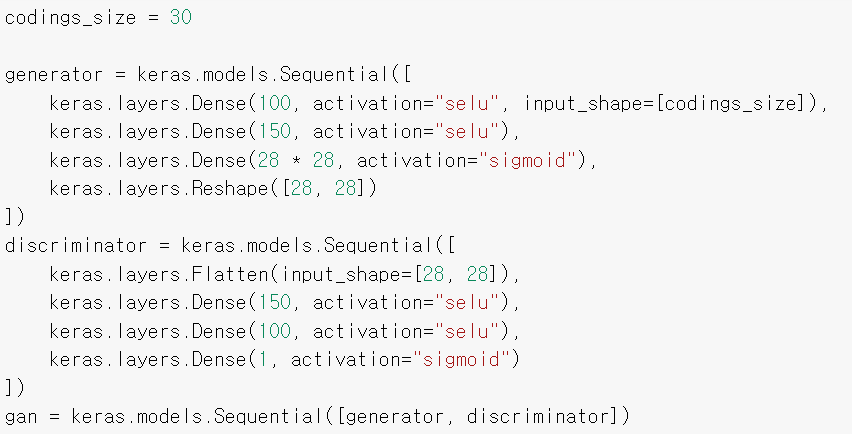 codings_size = 30

generator = keras.models.Sequential([
    keras.layers.Dense(100, activation="selu", input_shape=[codings_size]),
    keras.layers.Dense(150, activation="selu"),
    keras.layers.Dense(28 * 28, activation="sigmoid"),
    keras.layers.Reshape([28, 28])
])
discriminator = keras.models.Sequential([
    keras.layers.Flatten(input_shape=[28, 28]),
    keras.layers.Dense(150, activation="selu"),
    keras.layers.Dense(100, activation="selu"),
    keras.layers.Dense(1, activation="sigmoid")
])
gan = keras.models.Sequential([generator, discriminator])